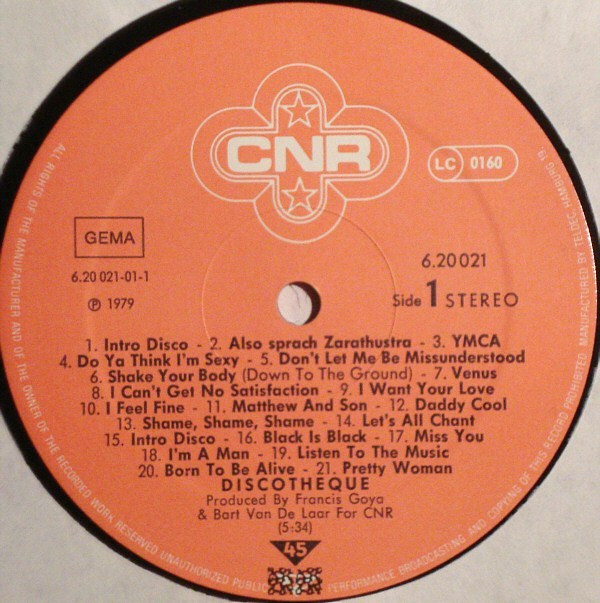 CNR
LC 0160
GEMA
6.20 021-01-1
℗ 1979
6.20 021
Side 1 STEREO
1. Intro Disco - 2. Also sprach Zarathustra - 3. YMCA
4. Do Ya Think I'm Sexy - 5. Don't Let Me Be Missunderstood
6. Shake Your Body (Down To The Ground) - 7. Venus
8. I Can't Get No Satisfaction - 9. I Want Your Love
10. I Feel Fine - 11. Matthew And Son - 12. Daddy Cool
13. Shame, Shame, Shame - 14. Let's All Chant
15. Intro Disco - 16. Black Is Black - 17. Miss You
18. I'm A Man - 19. Listen To The Music
20. Born To Be Alive - 21. Pretty Woman
DISCOTHEQUE
Produced By Francis Goya
& Bart Van De Laar For CNR
(5:34)
45
ALL RIGHTS OF THE MANUFACTURER AND OF THE OWNER OF THE RECORDED WORK RESERVED UNAUTHORIZED PUBLIC PERFORMANCE BROADCASTING AND COPYING OF THIS RECORD PROHIBITED MANUFACTURED BY TELDEC HAMBURG 19.